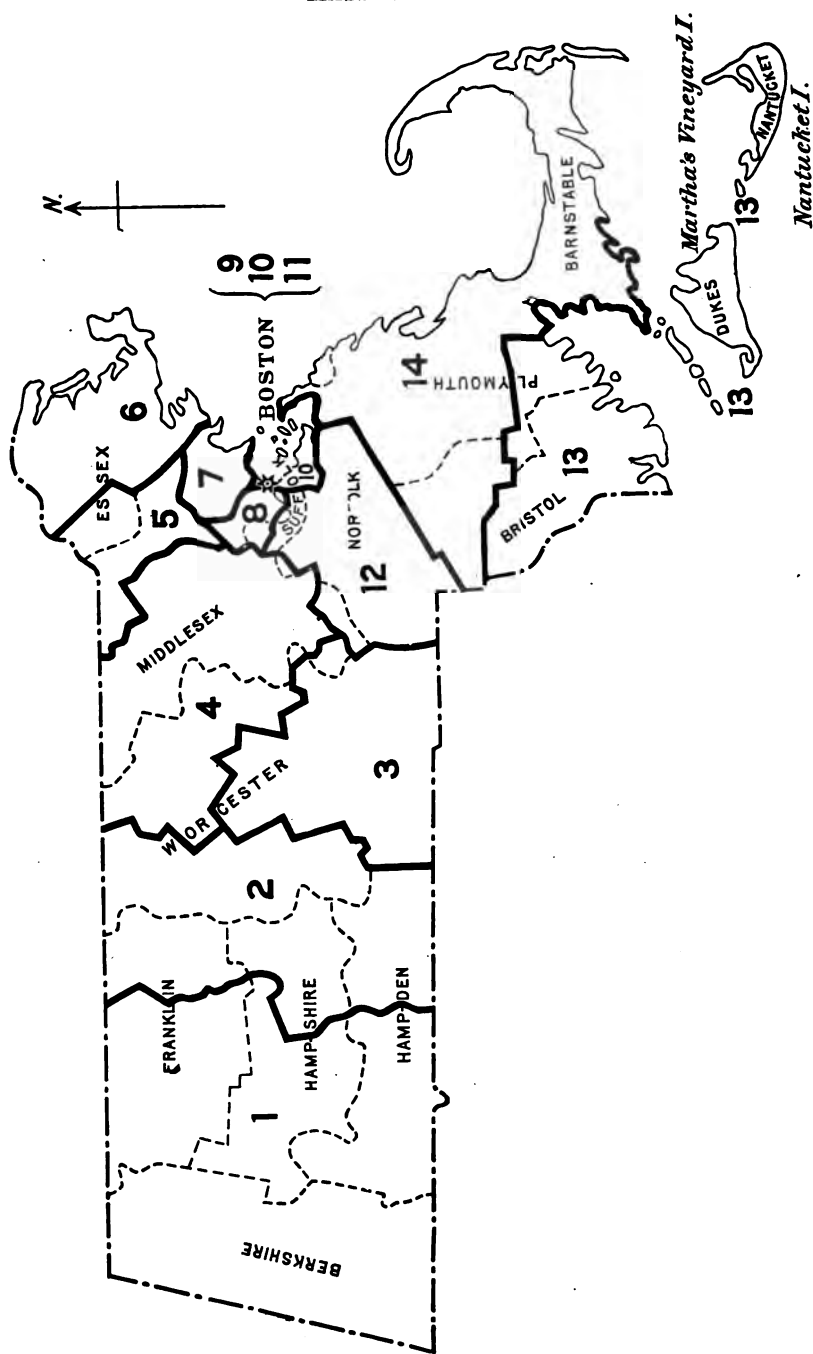 N.
ESSEX
6
5
7
9
10
11
BOSTON
8
SUFFOLK
10
MIDDLESEX
4
WORCESTER
NORFOLK
12
14
PLYMOUTH
BARNSTABLE
3
2
FRANKLIN
HAMPSHIRE
HAMPDEN
1
BERKSHIRE
BRISTOL
13
Martha's Vineyard I.
DUKES
13
13
NANTUCKET
Nantucket I.